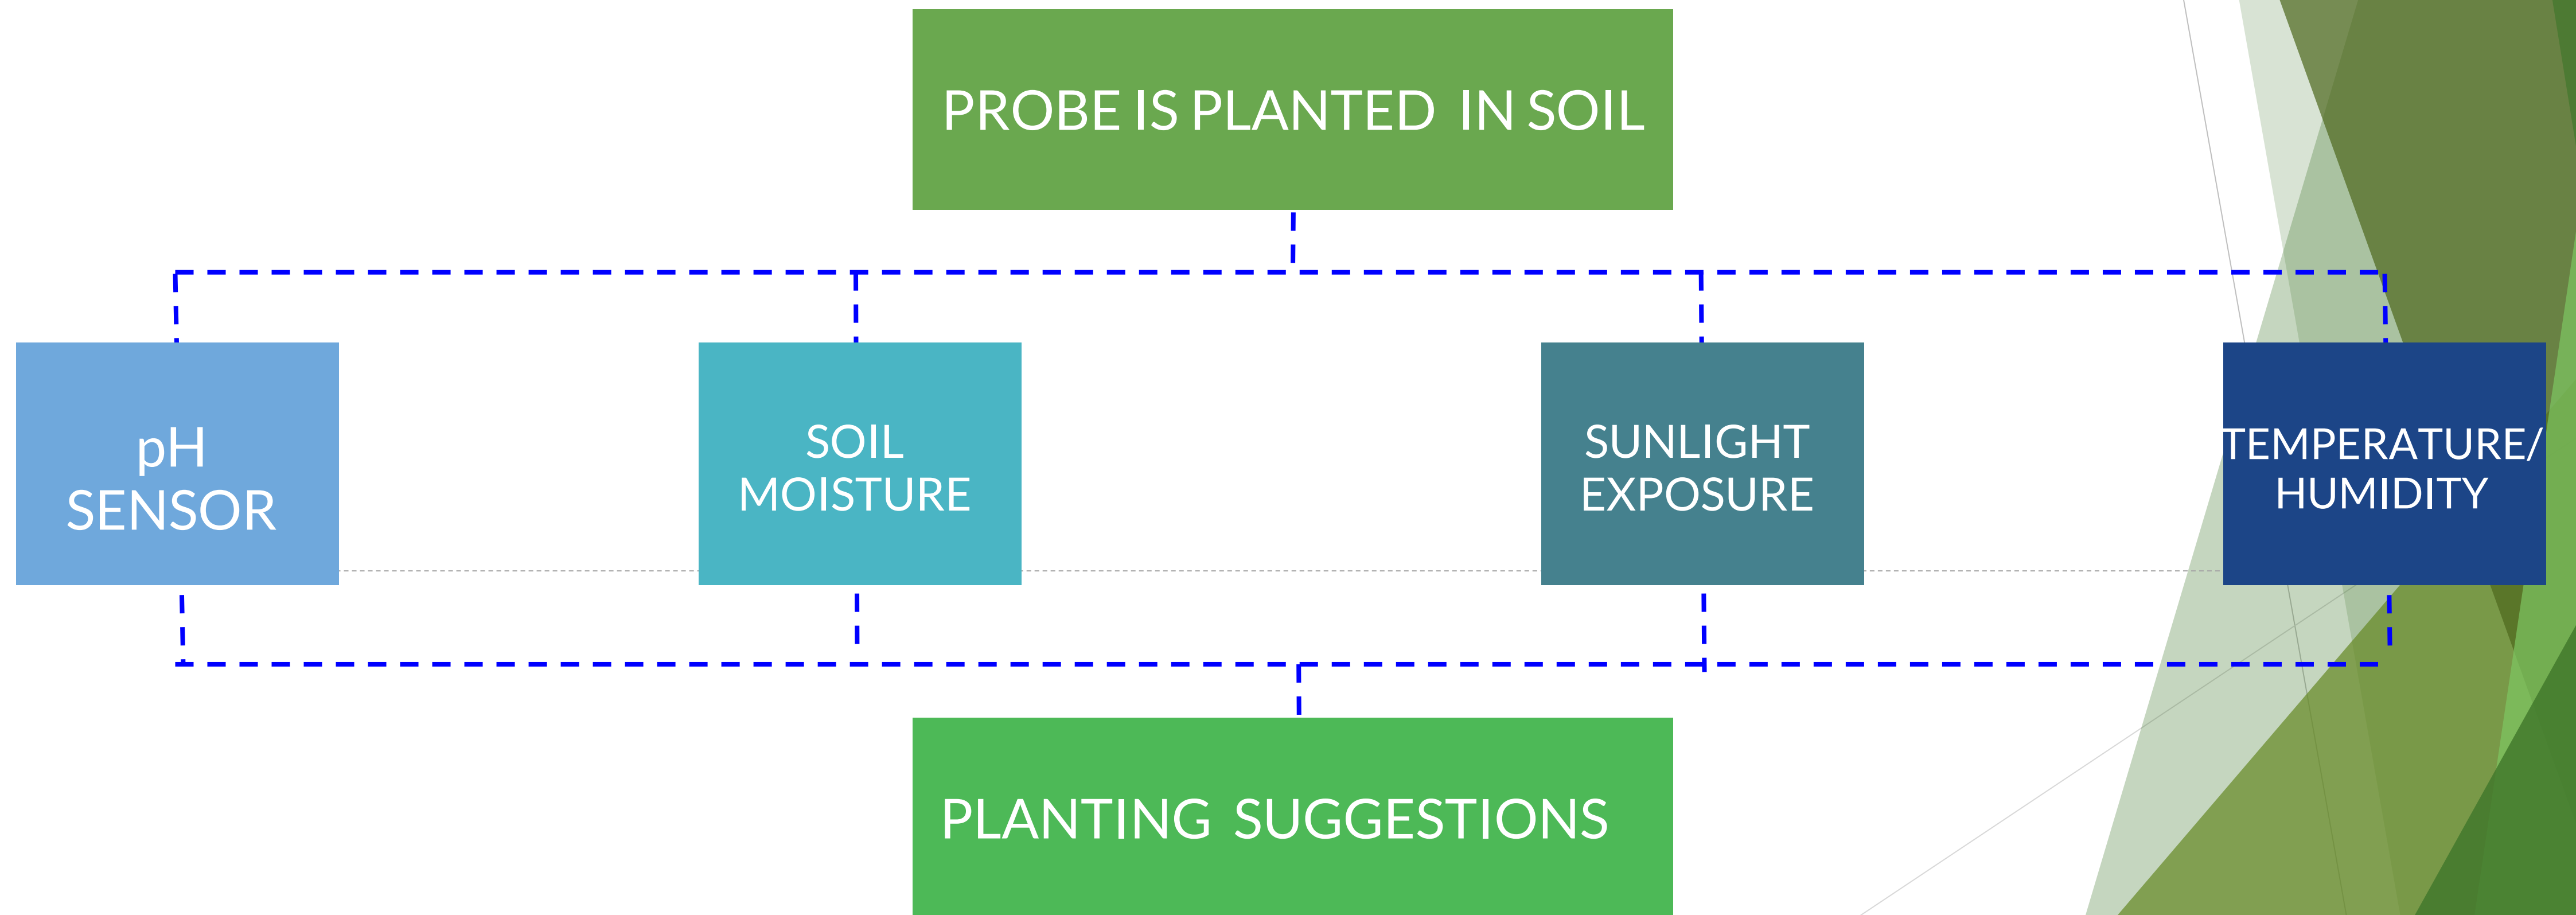 PROBE IS PLANTED IN SOIL
pH
SENSOR
SOIL
MOISTURE
SUNLIGHT
EXPOSURE
TEMPERATURE/
HUMIDITY
PLANTING SUGGESTIONS